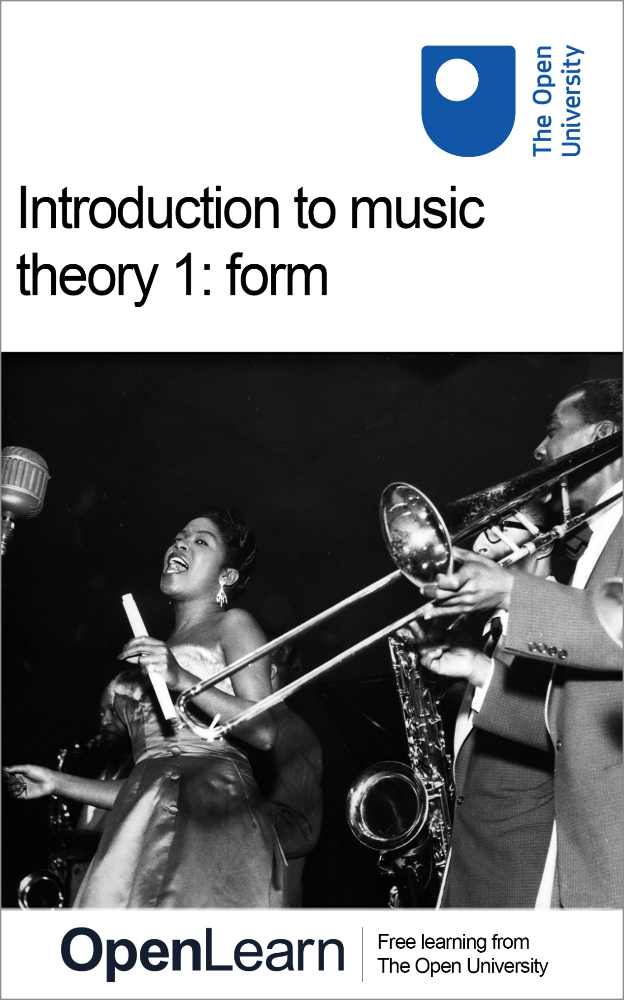 The Open
University
Introduction to music
theory 1: form
OpenLearn
Free learning from
The Open University